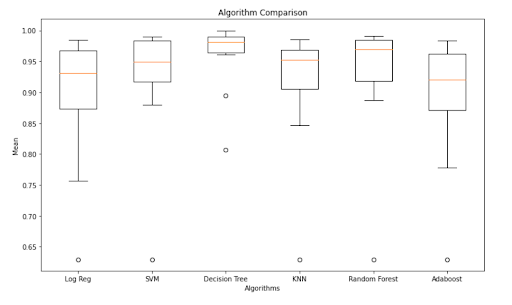 Algorithm Comparison
1.00
0.95
0.90
0.85
0.80
0.75
0.70
0.65
Mean
Log Reg SVM Decision Tree KNN Random Forest Adaboost
Algorithms